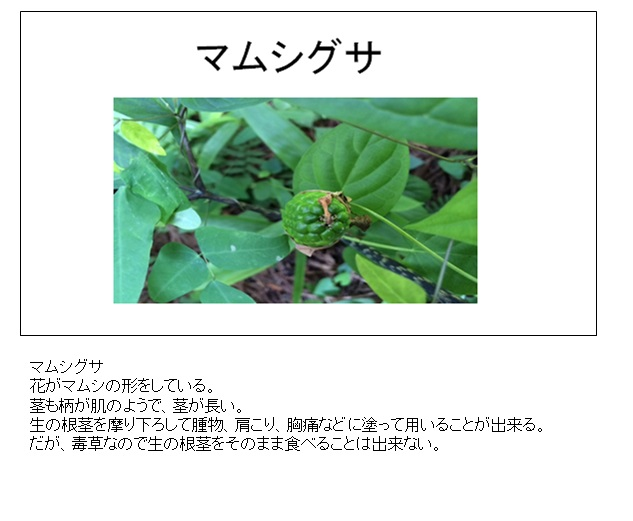 マムシグサ
マムシグサ
花がマムシの形をしている。
茎も柄が肌のようで、茎が長い。
生の根茎を摩り下ろして腫物、肩こり、胸痛などに塗って用いることが出来る。
だが、毒草なので生の根茎をそのまま食べることは出来ない。